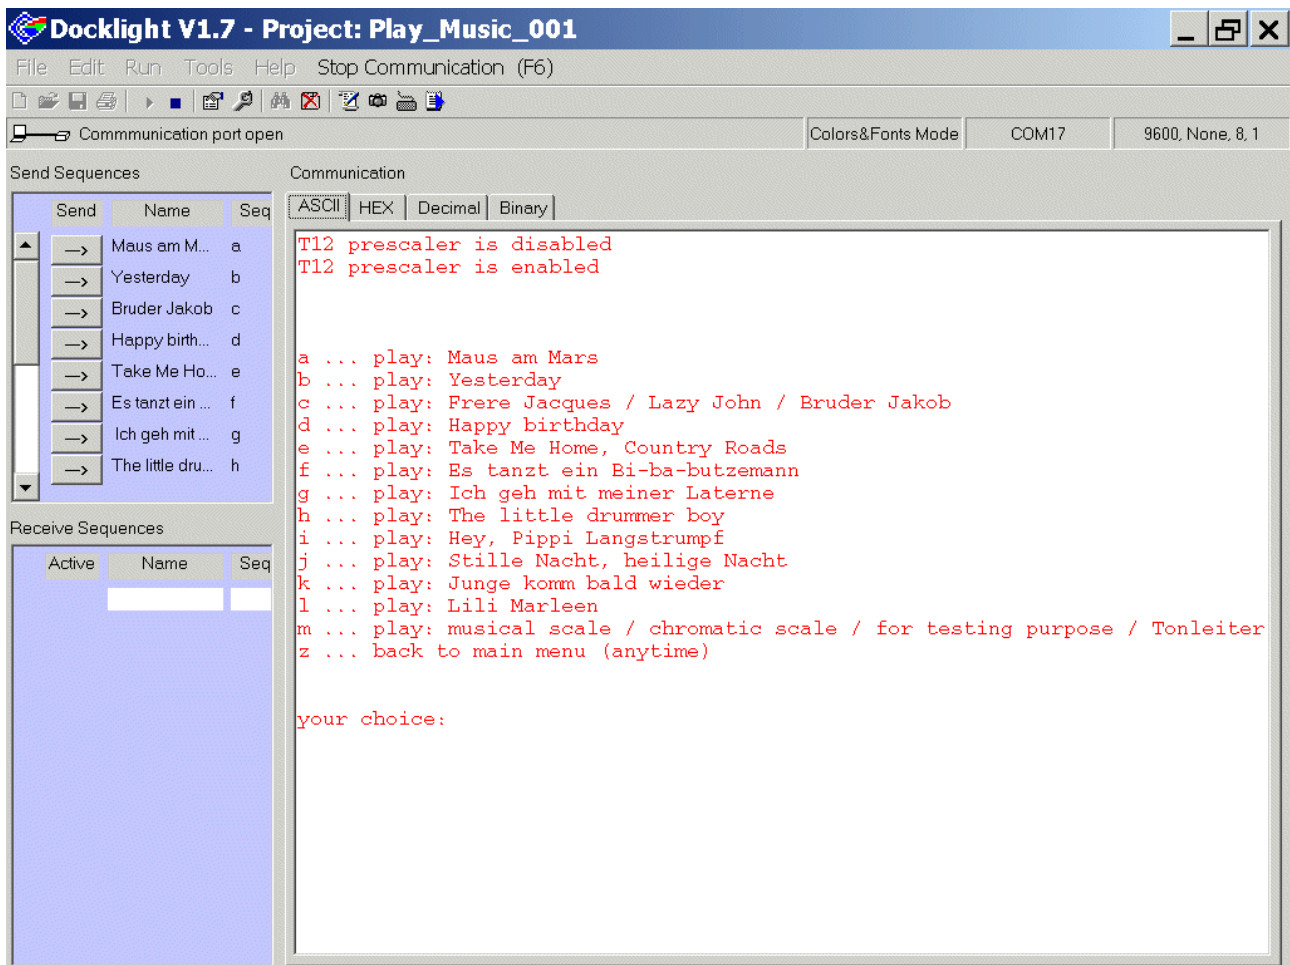 Docklight V1.7 - Project: Play_Music_001
File Edit Run Tools Help Stop Communication (F6)
Commmunication port open Colors&Fonts Mode COM17 9600, None, 8, 1
Send Sequences
Send Name Seq
---> Maus am M... a
---> Yesterday b
---> Bruder Jakob c
---> Happy birth... d
---> Take Me Ho... e
---> Es tanzt ein ... f
---> Ich geh mit ... g
---> The little dru... h
Receive Sequences
Active Name Seq
Communication
ASCII HEX Decimal Binary
T12 prescaler is disabled
T12 prescaler is enabled
a ... play: Maus am Mars
b ... play: Yesterday
c ... play: Frere Jacques / Lazy John / Bruder Jakob
d ... play: Happy birthday
e ... play: Take Me Home, Country Roads
f ... play: Es tanzt ein Bi-ba-butzemann
g ... play: Ich geh mit meiner Laterne
h ... play: The little drummer boy
i ... play: Hey, Pippi Langstrumpf
j ... play: Stille Nacht, heilige Nacht
k ... play: Junge komm bald wieder
l ... play: Lili Marleen
m ... play: musical scale / chromatic scale / for testing purpose / Tonleiter
z ... back to main menu (anytime)
your choice: